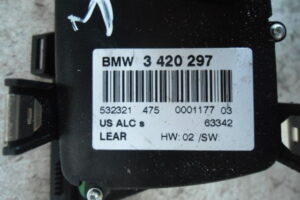 BMW 3 420 297
532321 475 0001177 03
US ALC s 63342
LEAR HW: 02 /SW: